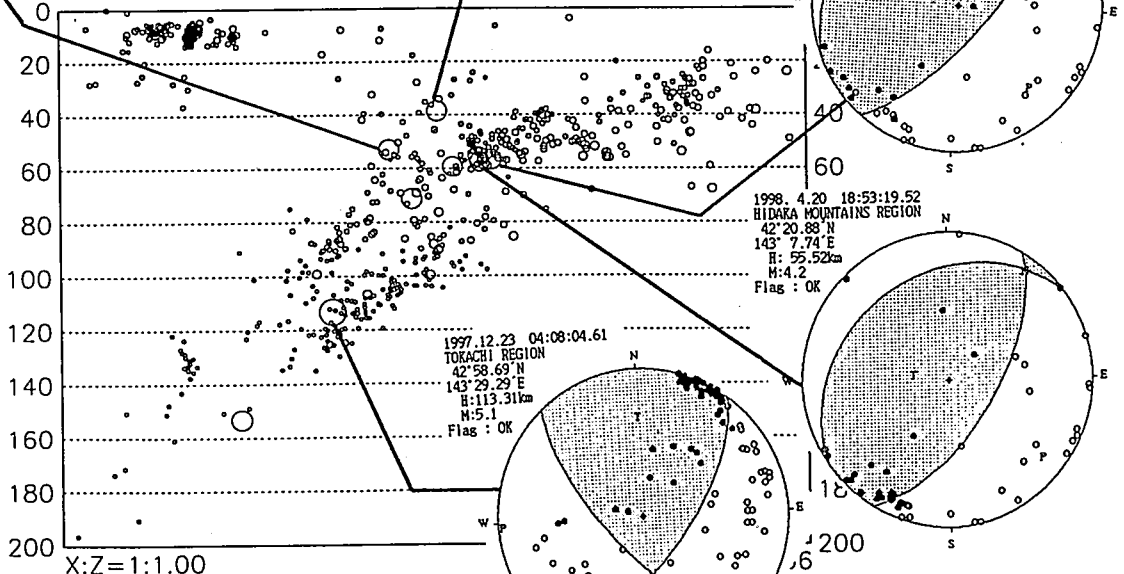 0
20
40
60
80
100
120
140
160
180
200
X:Z=1:1.00
40
60
200
1998. 4.20 18:53:19.52
HIDAKA MOUNTAINS REGION
42°20.88'N
143° 7.74'E
H: 55.52km
M:4.2
Flag : OK
1997.12.23 04:08:04.61
TOKACHI REGION
42°58.69'N
143°29.29'E
H:113.31km
M:5.1
Flag : OK
E
P
S
N
T
E
P
S
N
T
W
P
E